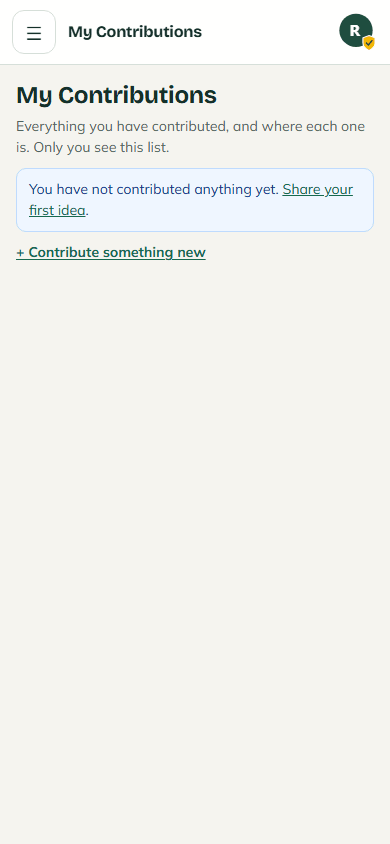 My Contributions
R
My Contributions
Everything you have contributed, and where each one
is. Only you see this list.
You have not contributed anything yet. Share your
first idea.
+ Contribute something new